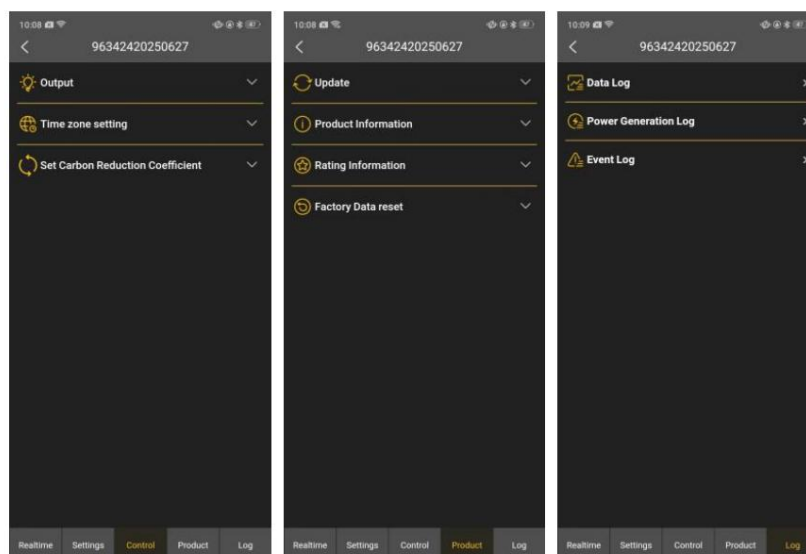 10:08
96342420250627
Output
Time zone setting
Set Carbon Reduction Coefficient
Realtime Settings Control Product Log
10:08
96342420250627
Update
Product Information
Rating Information
Factory Data reset
Realtime Settings Control Product Log
10:09
96342420250627
Data Log
Power Generation Log
Event Log
Realtime Settings Control Product Log